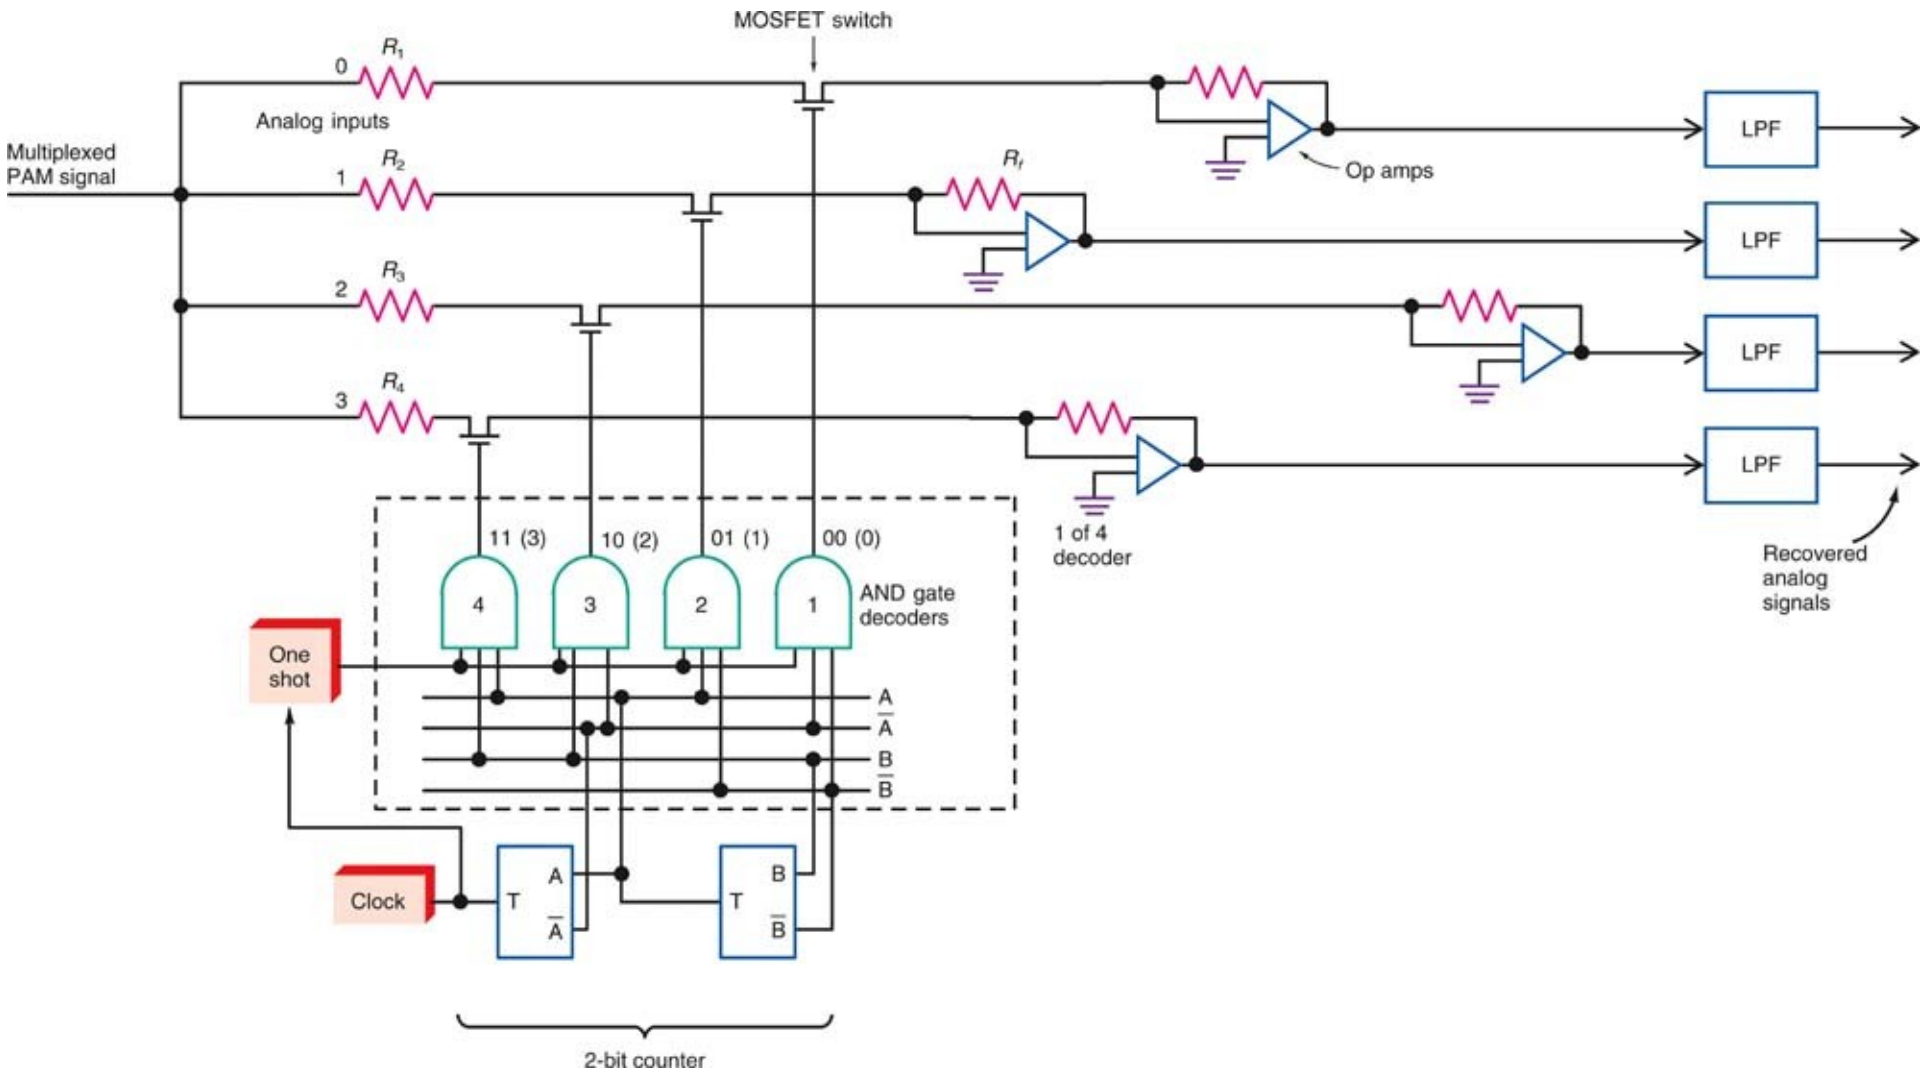 MOSFET switch
R1
0
Analog inputs
Multiplexed
PAM signal
R2
1
Rf
Op amps
LPF
LPF
R3
2
LPF
R4
3
LPF
11 (3)
10 (2)
01 (1)
00 (0)
1 of 4
decoder
Recovered
analog
signals
4
3
2
1
AND gate
decoders
One
shot
A
A̅
B
B̅
Clock
T
A
A̅
T
B
B̅
2-bit counter